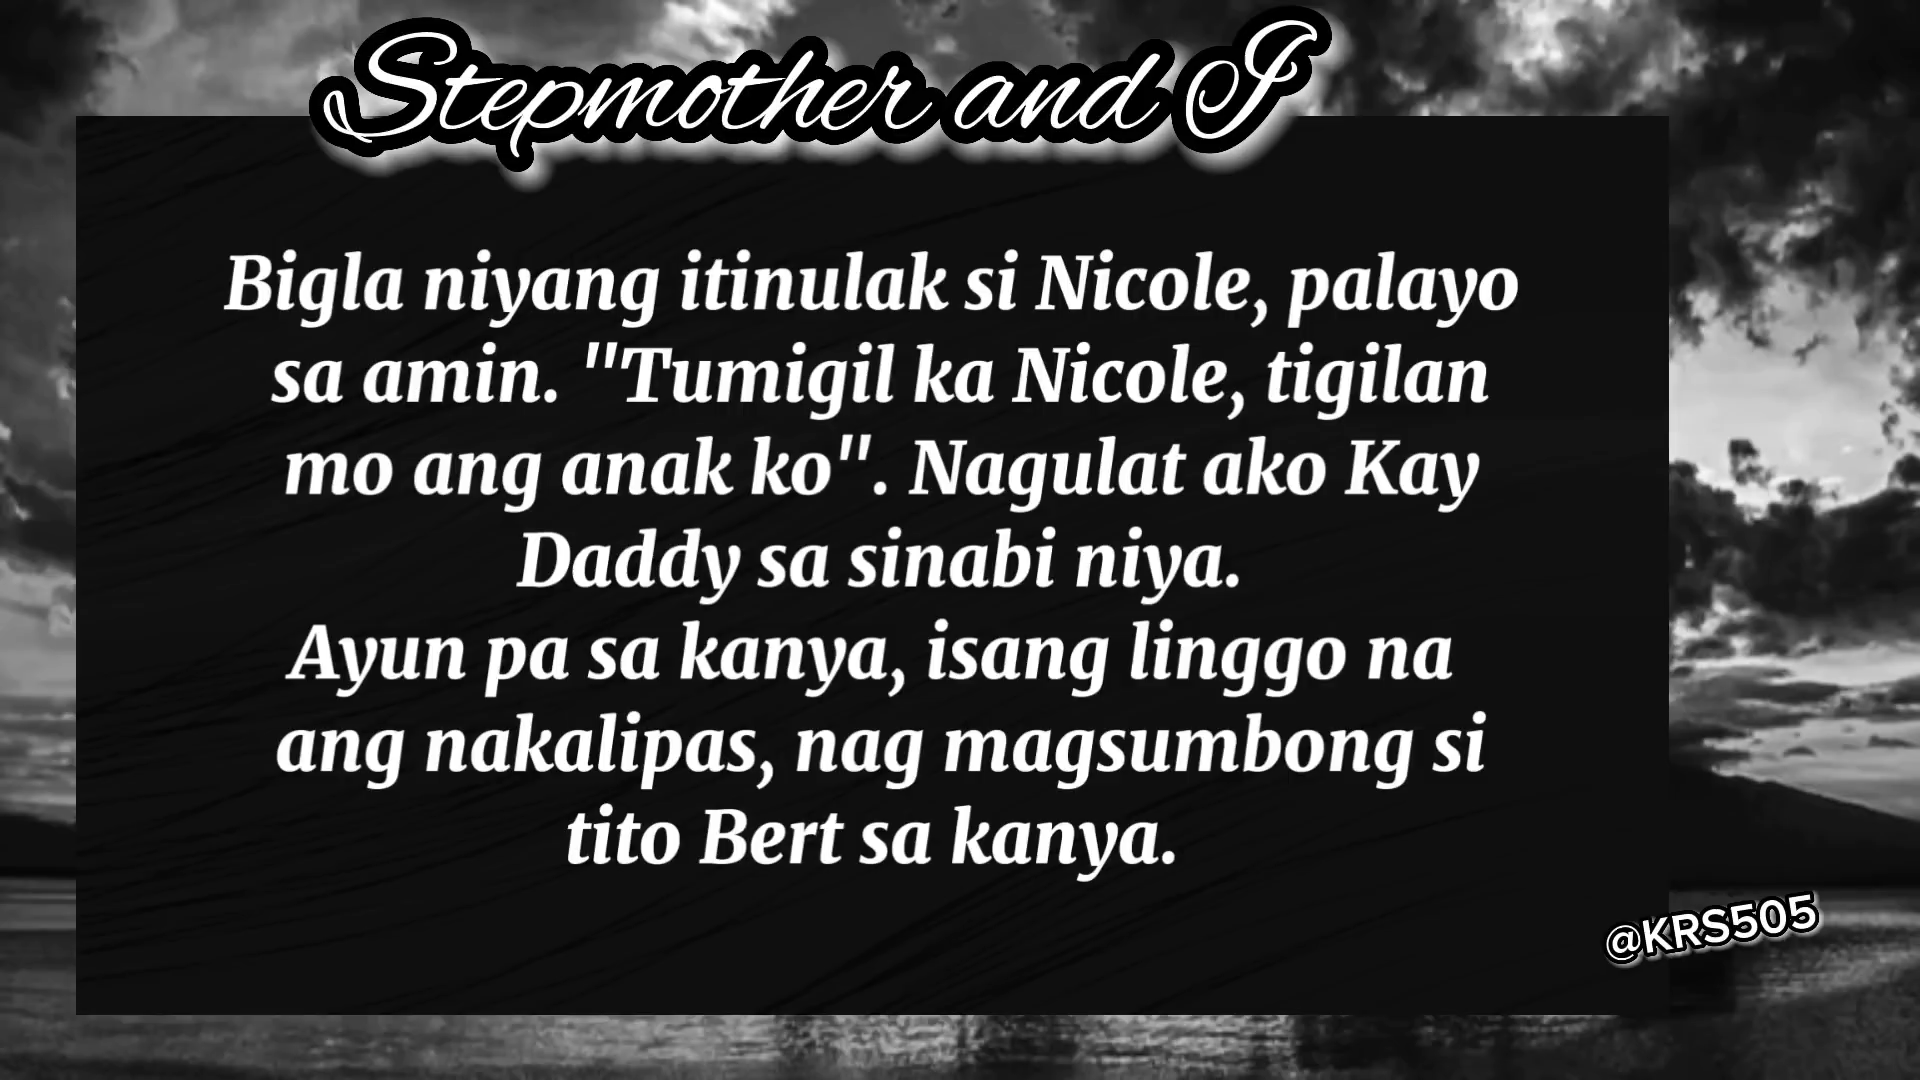 Stepmother and I
Bigla niyang itinulak si Nicole, palayo
sa amin. "Tumigil ka Nicole, tigilan
mo ang anak ko". Nagulat ako Kay
Daddy sa sinabi niya.
Ayun pa sa kanya, isang linggo na
ang nakalipas, nag magsumbong si
tito Bert sa kanya.
@KRS505